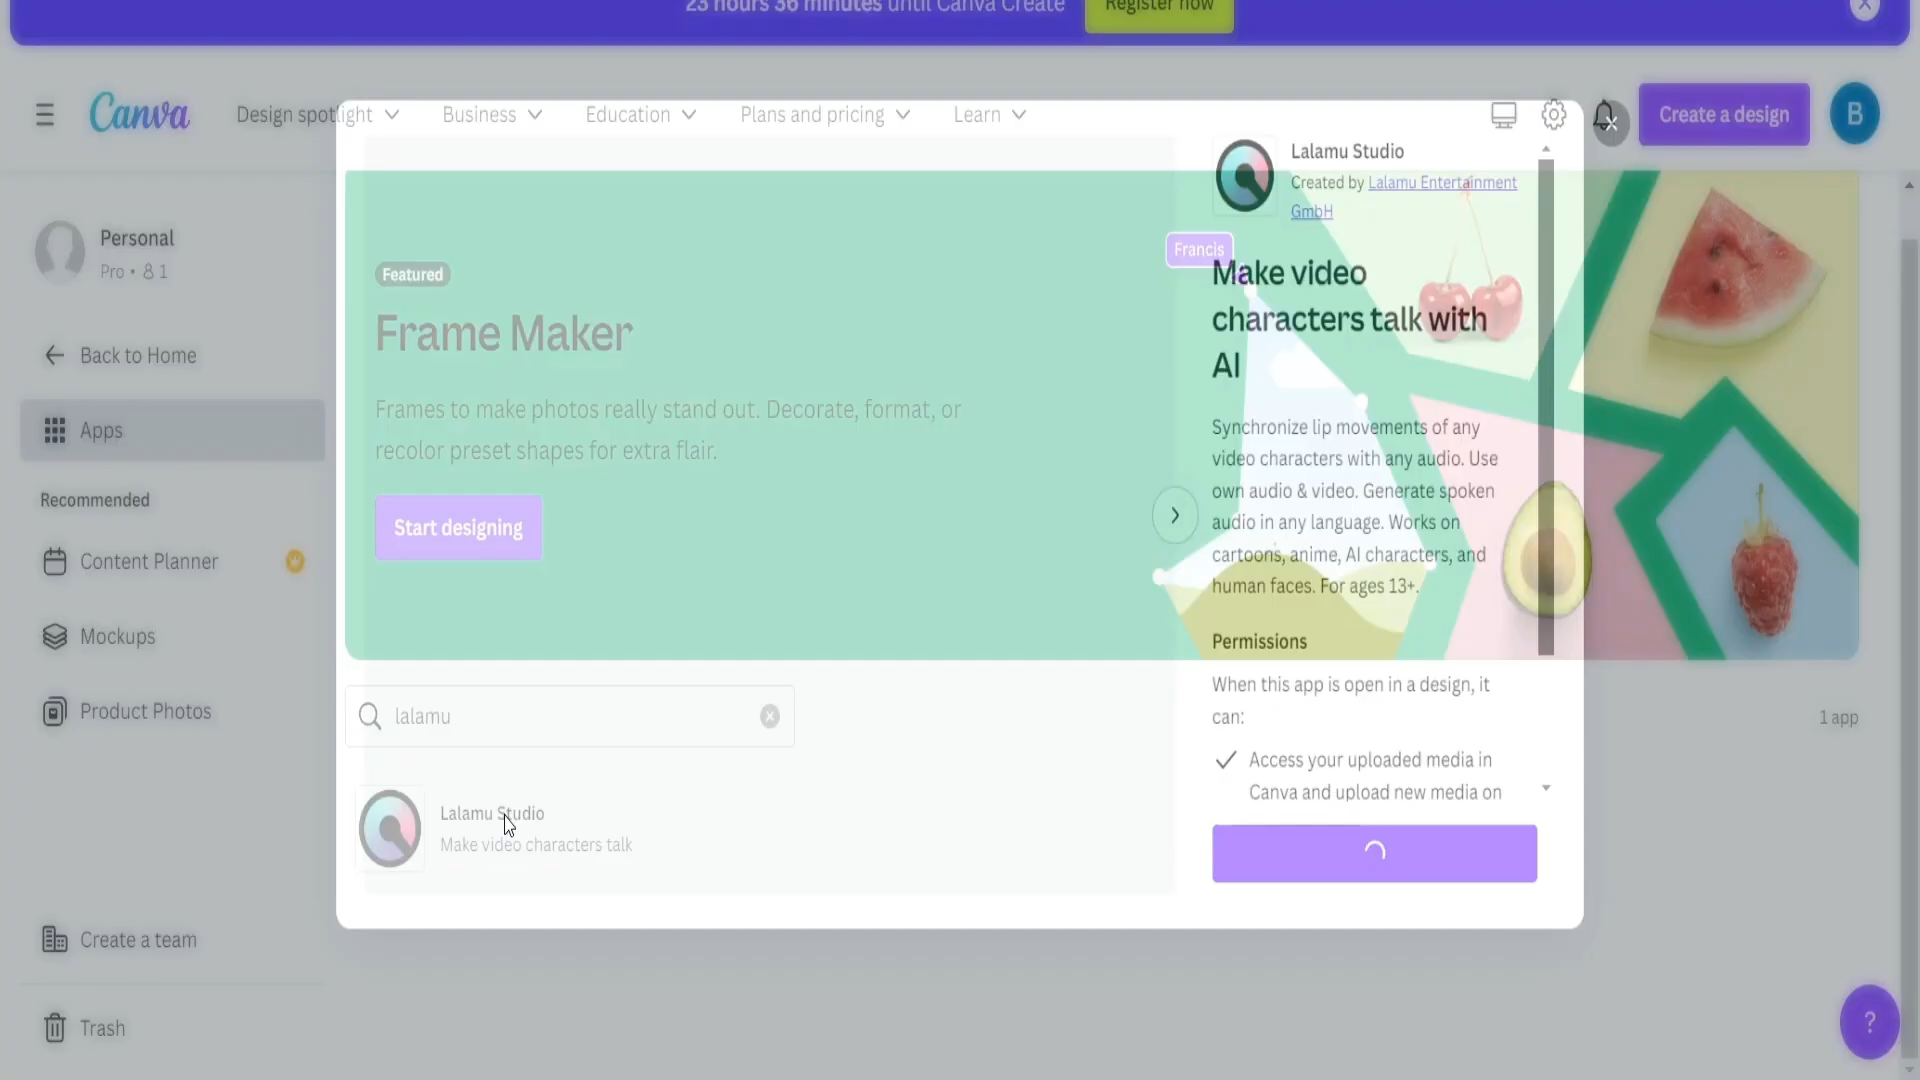 23 hours 36 minutes until Canva Create
Register now
Canva
Design spotlight
Business
Education
Plans and pricing
Learn
Create a design
B
Personal
Pro • 1
Back to Home
Apps
Recommended
Content Planner
Mockups
Product Photos
Create a team
Trash
Featured
Frame Maker
Frames to make photos really stand out. Decorate, format, or
recolor preset shapes for extra flair.
Start designing
lalamu
1 app
Lalamu Studio
Make video characters talk
Francis
Lalamu Studio
Created by Lalamu Entertainment
GmbH
Make video
characters talk with
AI
Synchronize lip movements of any
video characters with any audio. Use
own audio & video. Generate spoken
audio in any language. Works on
cartoons, anime, AI characters, and
human faces. For ages 13+.
Permissions
When this app is open in a design, it
can:
Access your uploaded media in
Canva and upload new media on
?